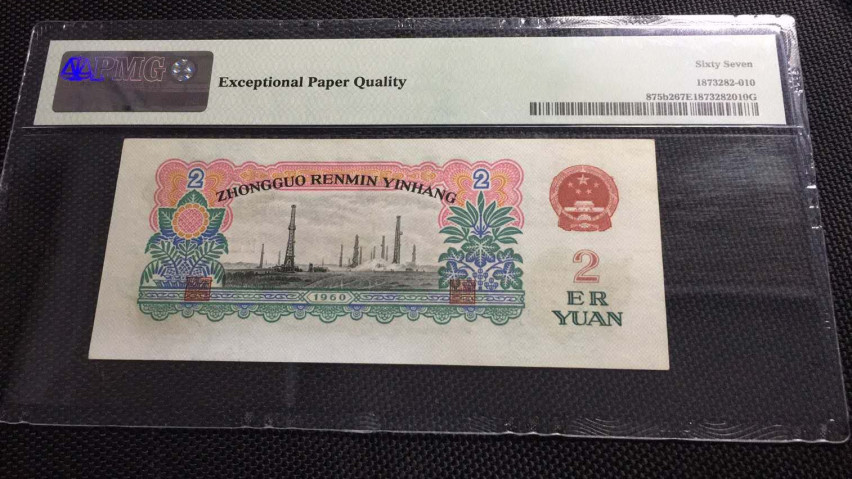 PMG
Exceptional Paper Quality
Sixty Seven
1873282-010
875b267E1873282010G
2
2
ZHONGGUO RENMIN YINHANG
1960
2
ER
YUAN